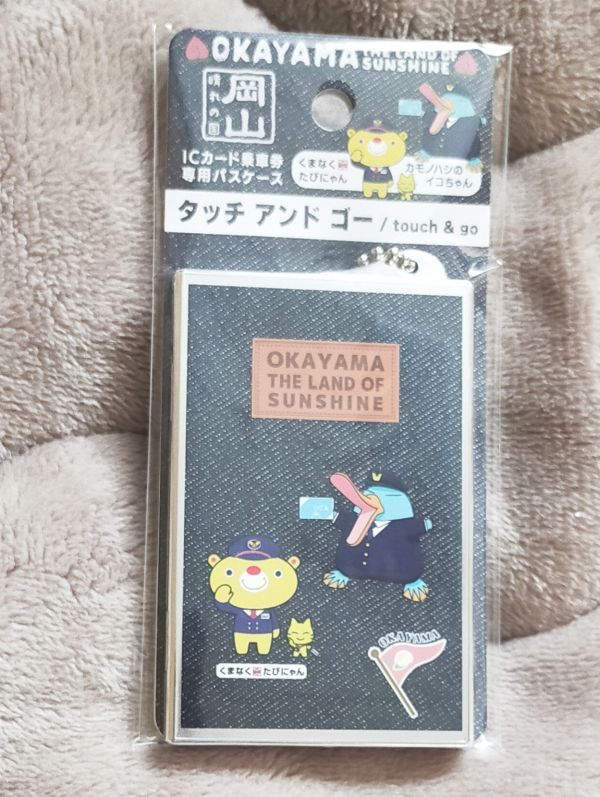 OKAYAMA THE LAND OF
SUNSHINE
岡山
晴れの国
ICカード乗車券
専用パスケース
くまなく
たびにゃん
カモノハシの
イコちゃん
タッチ アンド ゴー / touch & go
OKAYAMA
THE LAND OF
SUNSHINE
OKAYAMA
くまなく たびにゃん